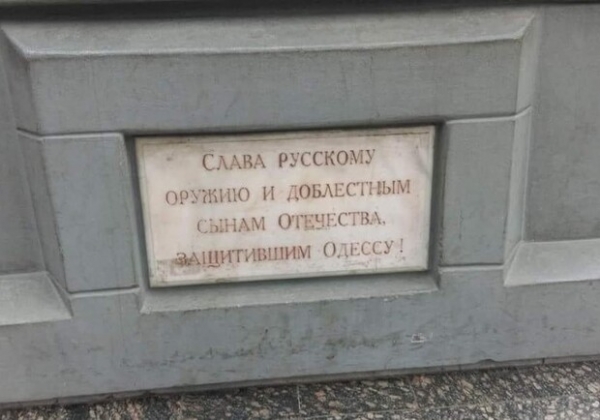 Слава русскому
оружию и доблестным
сынам Отечества,
защитившим Одессу!